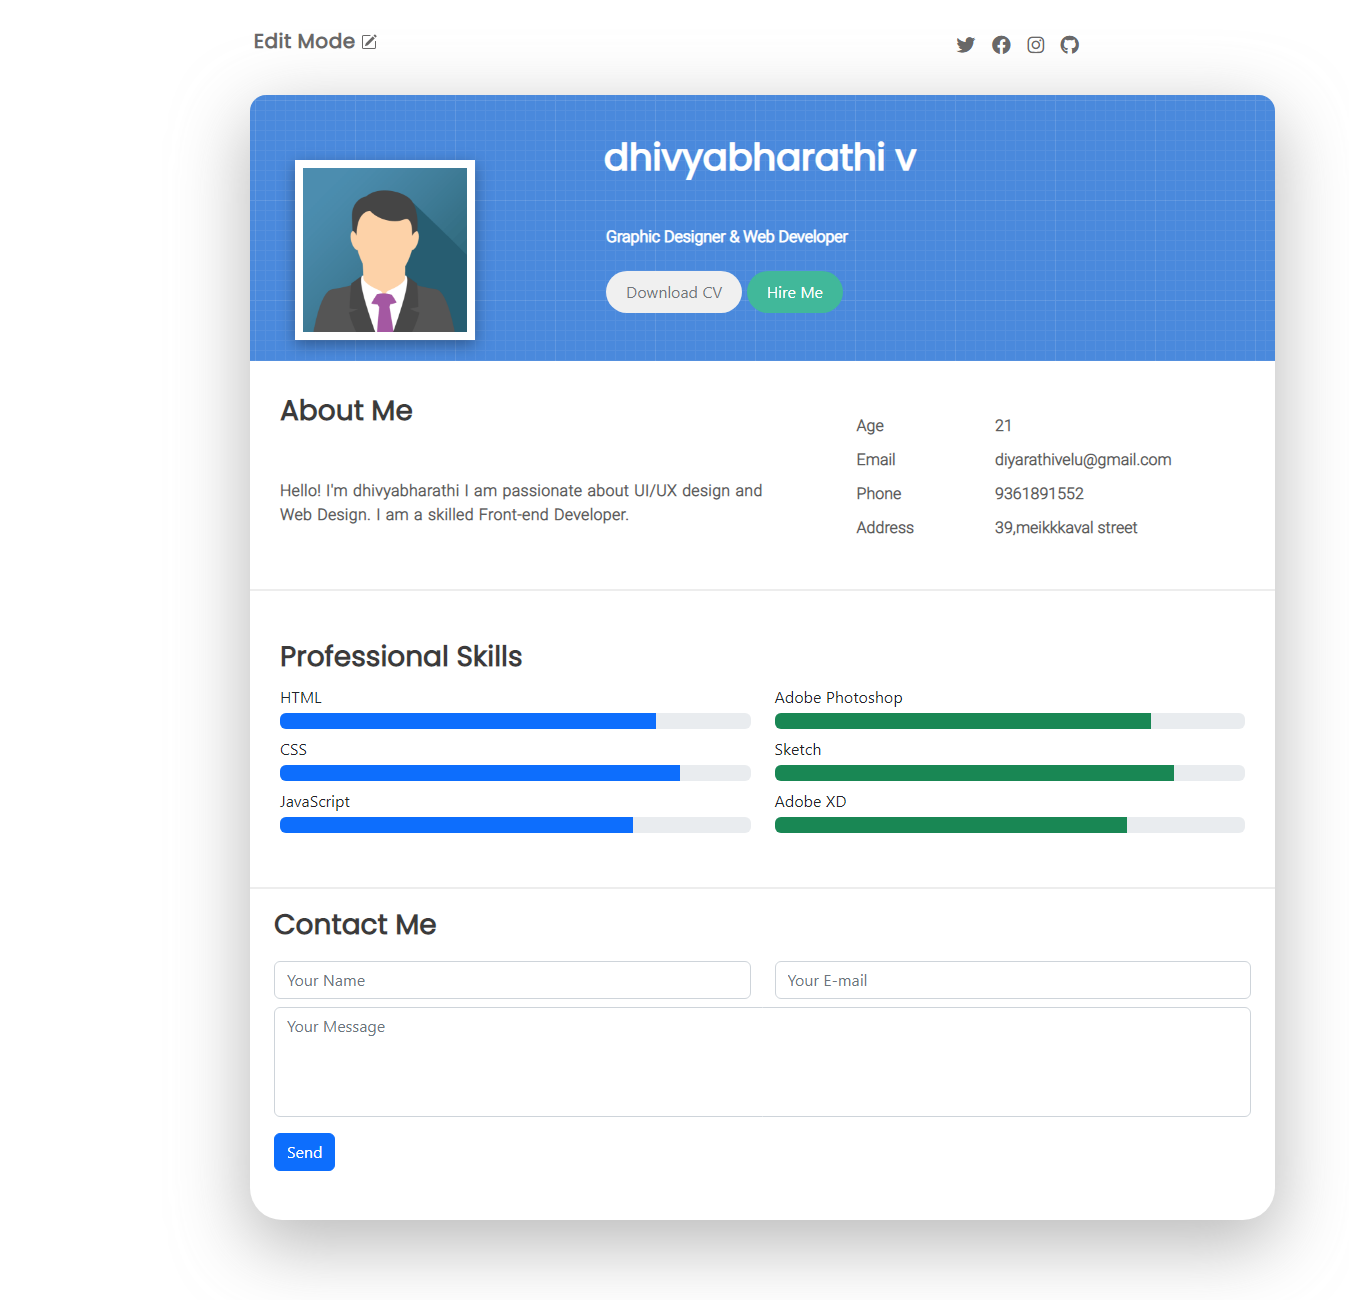 Edit Mode
dhivyabharathi v
Graphic Designer & Web Developer
Download CV
Hire Me
About Me
Hello! I'm dhivyabharathi I am passionate about UI/UX design and
Web Design. I am a skilled Front-end Developer.
Age 21
Email diyarathivelu@gmail.com
Phone 9361891552
Address 39,meikkkaval street
Professional Skills
HTML
CSS
JavaScript
Adobe Photoshop
Sketch
Adobe XD
Contact Me
Your Name
Your E-mail
Your Message
Send